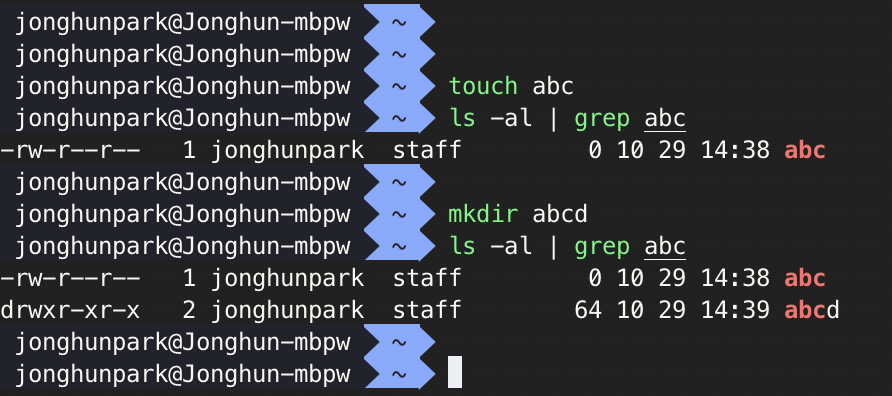 jonghunpark@Jonghun-mbpw ~
jonghunpark@Jonghun-mbpw ~
jonghunpark@Jonghun-mbpw ~ touch abc
jonghunpark@Jonghun-mbpw ~ ls -al | grep abc
-rw-r--r--   1 jonghunpark  staff         0 10 29 14:38 abc
jonghunpark@Jonghun-mbpw ~
jonghunpark@Jonghun-mbpw ~ mkdir abcd
jonghunpark@Jonghun-mbpw ~ ls -al | grep abc
-rw-r--r--   1 jonghunpark  staff         0 10 29 14:38 abc
drwxr-xr-x   2 jonghunpark  staff        64 10 29 14:39 abcd
jonghunpark@Jonghun-mbpw ~
jonghunpark@Jonghun-mbpw ~